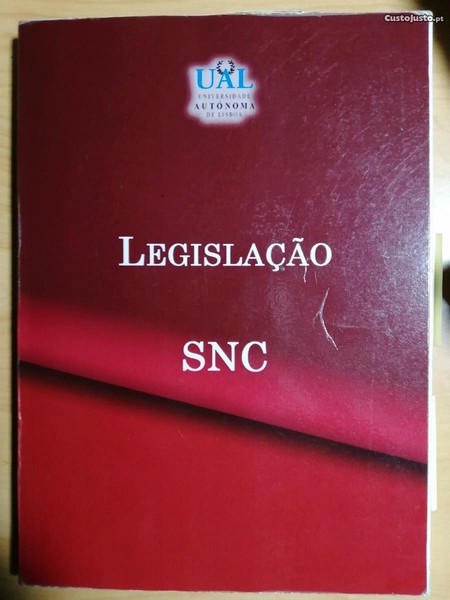 CustoJusto.pt
UAL
UNIVERSIDADE
AUTÓNOMA
DE LISBOA
LEGISLAÇÃO
SNC